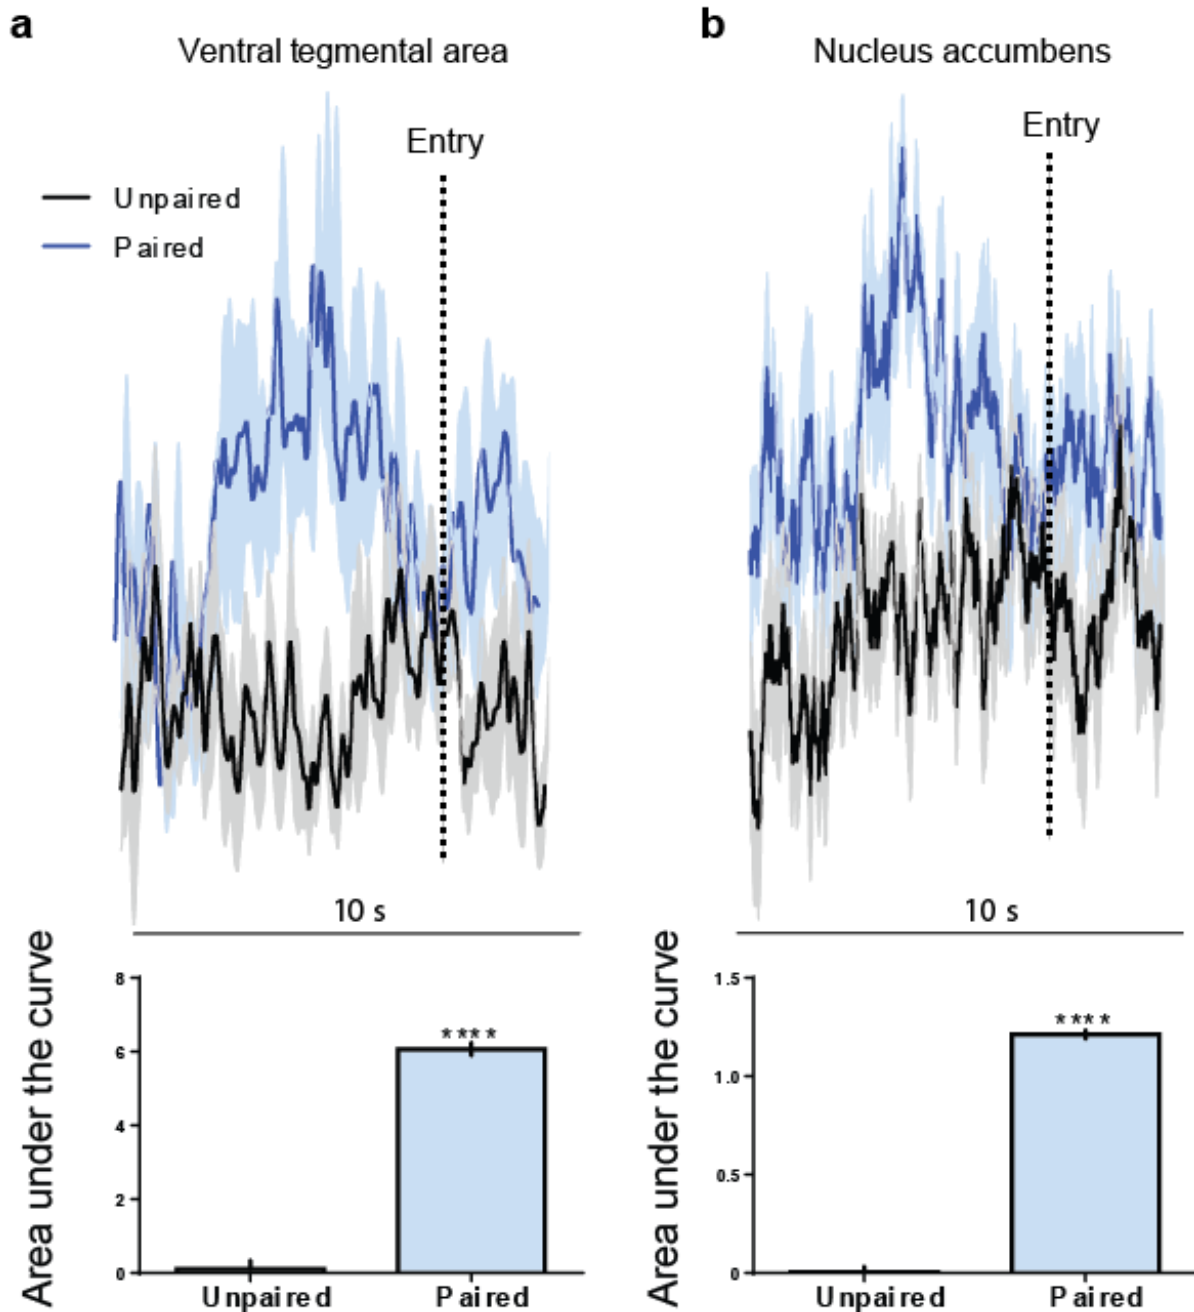 a
Ventral tegmental area
Entry
Unpaired
Paired
10 s
Area under the curve
8
6
4
2
0
****
Unpaired
Paired
b
Nucleus accumbens
Entry
10 s
Area under the curve
1.5
1.0
0.5
0
****
Unpaired
Paired